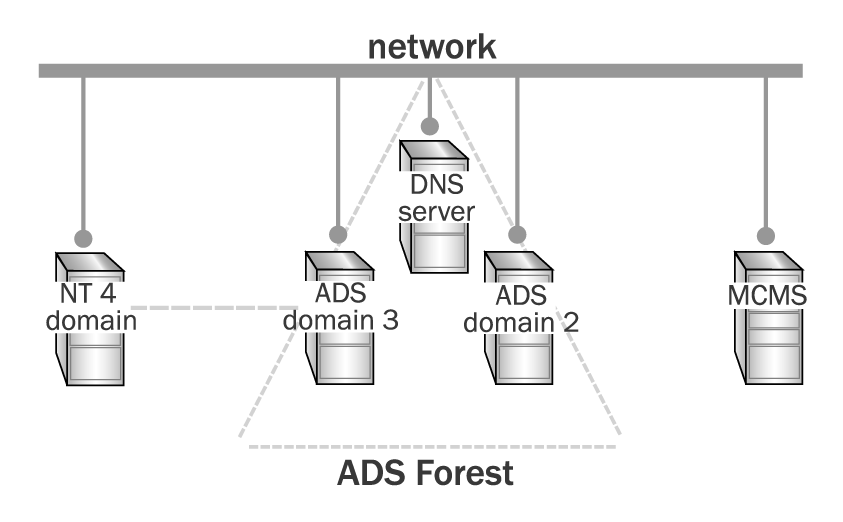 network
DNS
server
NT 4
domain
ADS
domain 3
ADS
domain 2
MCMS
ADS Forest